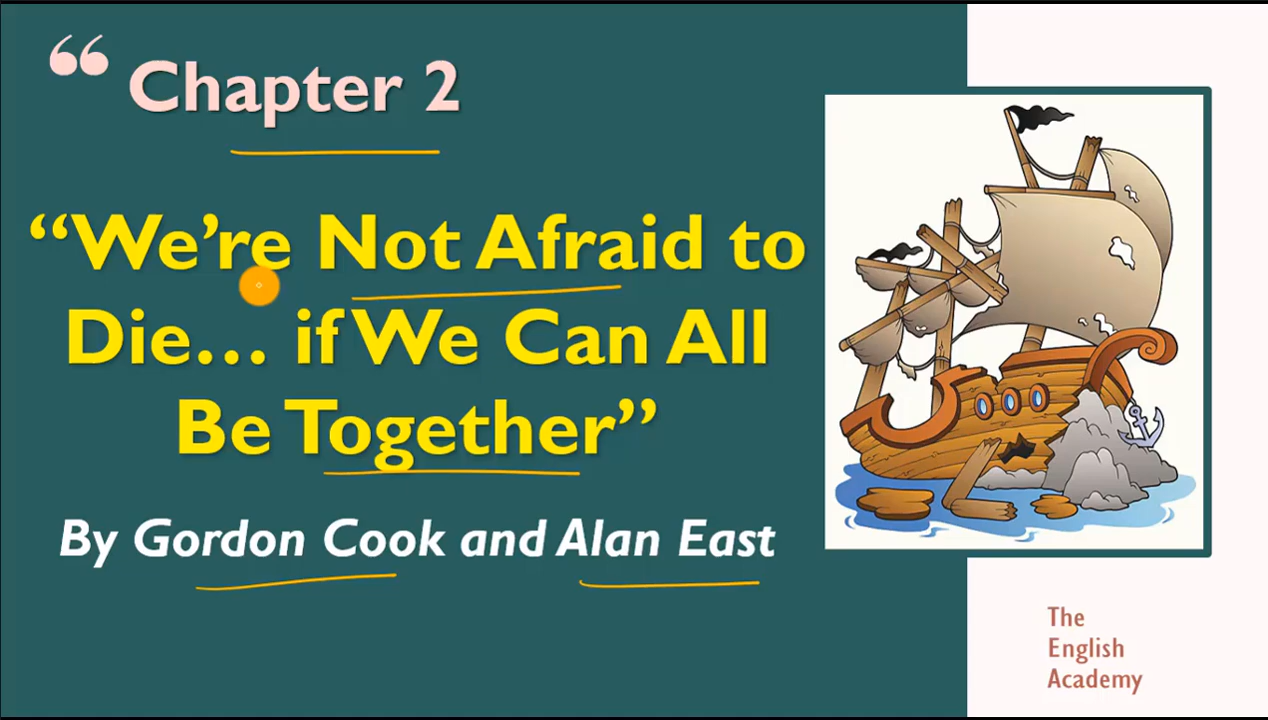 “ Chapter 2
“We’re Not Afraid to
Die... if We Can All
Be Together”
By Gordon Cook and Alan East
The
English
Academy